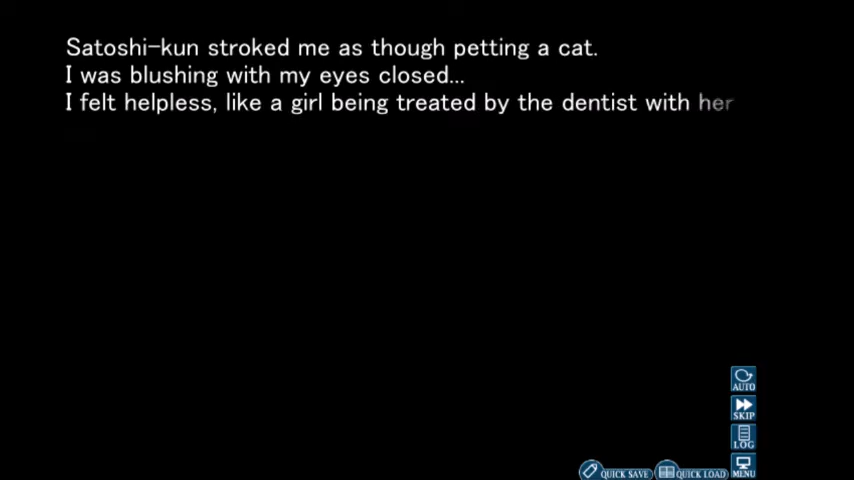 Satoshi-kun stroked me as though petting a cat.
I was blushing with my eyes closed...
I felt helpless, like a girl being treated by the dentist with her
AUTO
SKIP
LOG
MENU
QUICK SAVE
QUICK LOAD